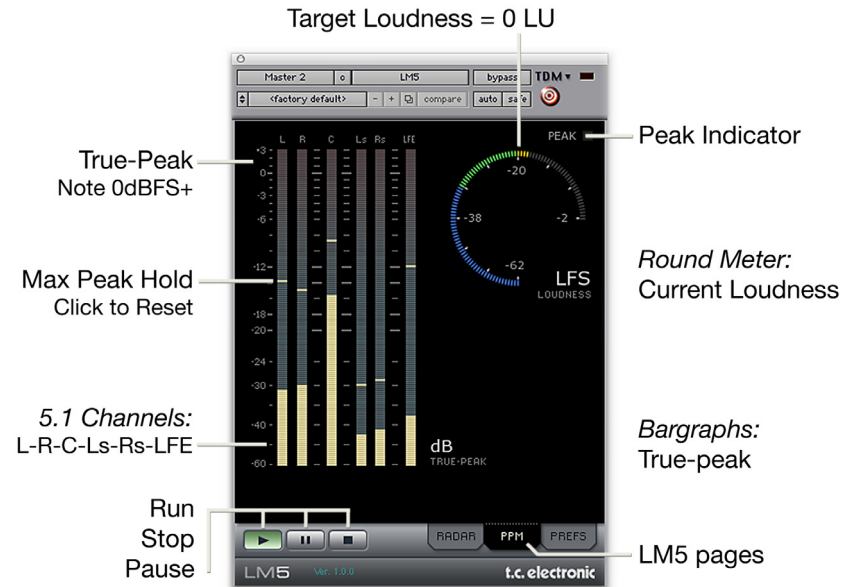 Target Loudness = 0 LU
Master 2 c LM5 bypass TDM
<factory default> - + compare auto safe
L R C Ls Rs LFE
PEAK
Peak Indicator
True-Peak
Note 0dBFS+
+3
0
-3
-6
-12
-18
-20
-24
-30
-40
-60
-20
-38
-2
-62
LFS
LOUDNESS
Round Meter:
Current Loudness
Max Peak Hold
Click to Reset
5.1 Channels:
L-R-C-Ls-Rs-LFE
dB
TRUE-PEAK
Bargraphs:
True-peak
Run
Stop
Pause
RADAR PPM PREFS
LM5 pages
LM5 Ver. 1.0.0 t.c. electronic